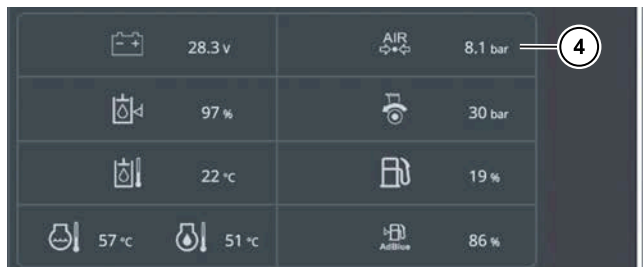 28.3 v
AIR
8.1 bar
4
97 %
30 bar
22 °C
19 %
57 °C
51 °C
AdBlue
86 %